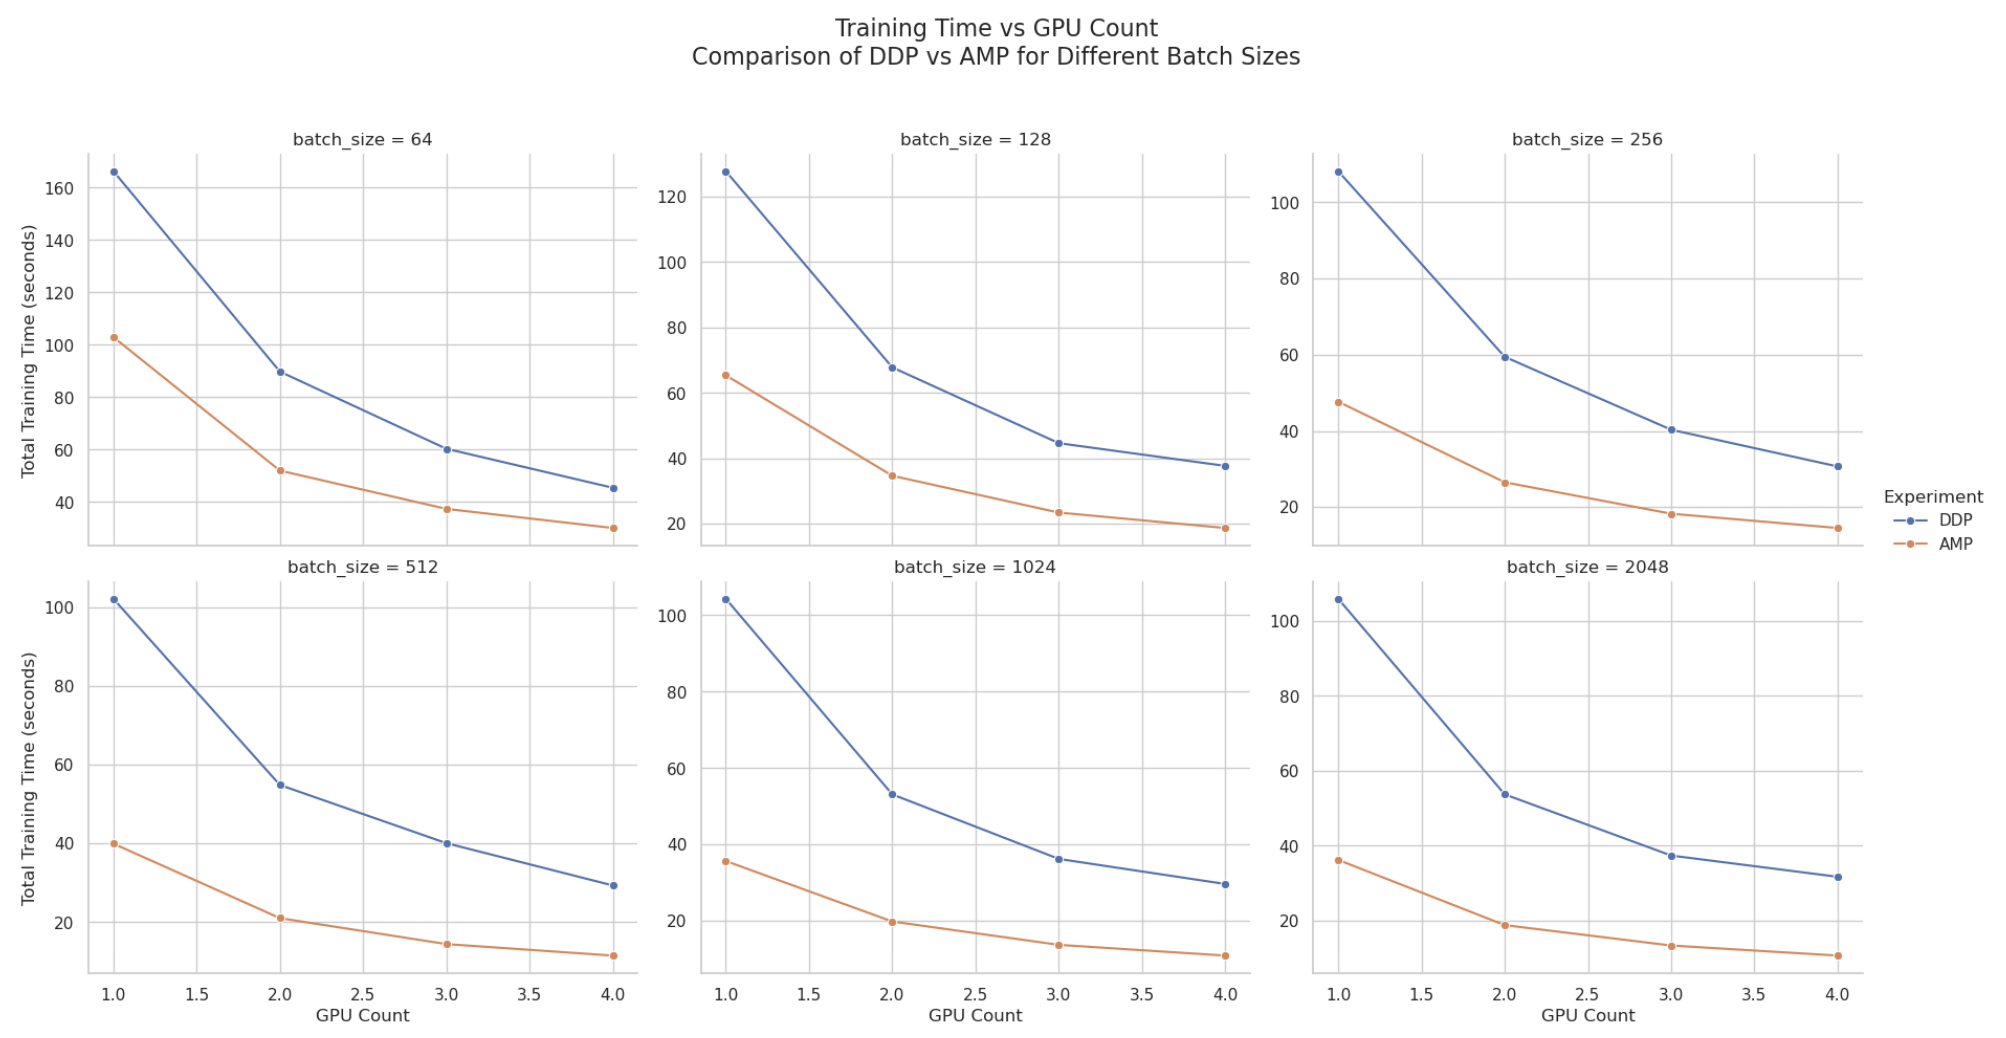 Training Time vs GPU Count
Comparison of DDP vs AMP for Different Batch Sizes
batch_size = 64
160
140
120
100
80
60
40
Total Training Time (seconds)
batch_size = 128
120
100
80
60
40
20
batch_size = 256
100
80
60
40
20
Experiment
DDP
AMP
batch_size = 512
100
80
60
40
20
Total Training Time (seconds)
1.0 1.5 2.0 2.5 3.0 3.5 4.0
GPU Count
batch_size = 1024
100
80
60
40
20
1.0 1.5 2.0 2.5 3.0 3.5 4.0
GPU Count
batch_size = 2048
100
80
60
40
20
1.0 1.5 2.0 2.5 3.0 3.5 4.0
GPU Count